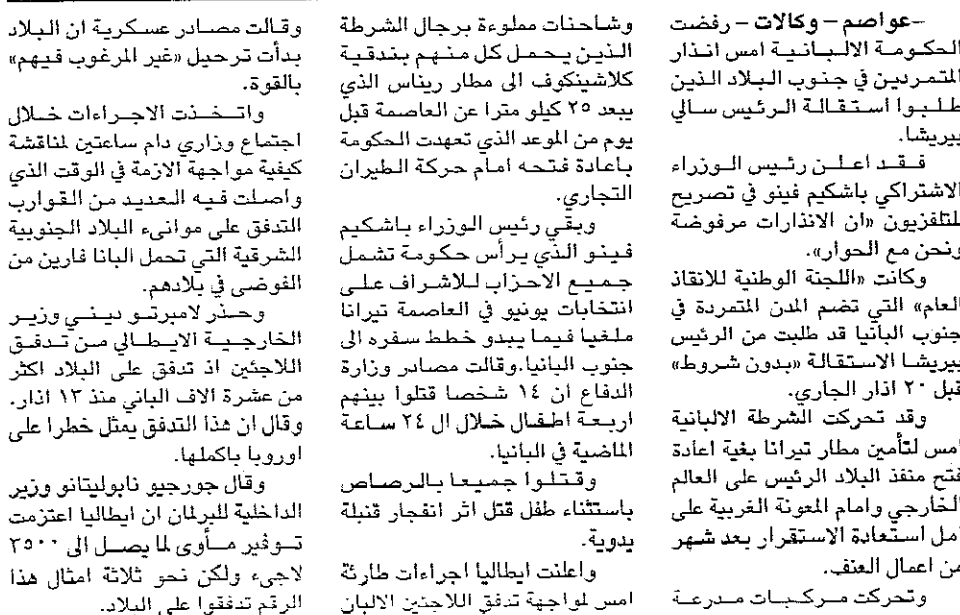 –عواصم – وكالات – رفضت
الحكومة الالبانية امس انذار
المتمردين في جنوب البلاد الذين
طلبوا استقالة الرئيس سالي
بيريشا.
فقد اعلن رئيس الوزراء
الاشتراكي باشكيم فينو في تصريح
للتلفزيون «ان الانذارات مرفوضة
ونحن مع الحوار».
وكانت «اللجنة الوطنية للانقاذ
العام» التي تضم المدن المتمردة في
جنوب البانيا قد طلبت من الرئيس
بيريشا الاستقالة «بدون شروط»
قبل ٢٠ اذار الجاري.
وقد تحركت الشرطة الالبانية
امس لتأمين مطار تيرانا بغية اعادة
فتح منفذ البلاد الرئيس على العالم
الخارجي وامام المعونة الغربية على
امل استعادة الاستقرار بعد شهر
من اعمال العنف.
وتحركت مركبات مدرعة
وشاحنات مملوءة برجال الشرطة
الذين يحمل كل منهم بندقية
كلاشينكوف الى مطار ريناس الذي
يبعد ٢٥ كيلو مترا عن العاصمة قبل
يوم من الموعد الذي تعهدت الحكومة
باعادة فتحه امام حركة الطيران
التجاري.
وبقي رئيس الوزراء باشكيم
فينو الذي يرأس حكومة تشمل
جميع الاحزاب للاشراف على
انتخابات يونيو في العاصمة تيرانا
ملغيا فيما يبدو خطط سفره الى
جنوب البانيا.وقالت مصادر وزارة
الدفاع ان ١٤ شخصا قتلوا بينهم
اربعة اطفال خلال ال ٢٤ ساعة
الماضية في البانيا.
وقتلوا جميعا بالرصاص
باستثناء طفل قتل اثر انفجار قنبلة
يدوية.
واعلنت ايطاليا اجراءات طارئة
امس لمواجهة تدفق اللاجئين الالبان
وقالت مصادر عسكرية ان البلاد
بدأت ترحيل «غير المرغوب فيهم»
بالقوة.
واتخذت الاجراءات خلال
اجتماع وزاري دام ساعتين لمناقشة
كيفية مواجهة الازمة في الوقت الذي
واصلت فيه العديد من القوارب
التدفق على موانىء البلاد الجنوبية
الشرقية التي تحمل البانا فارين من
الفوضى في بلادهم.
وحذر لامبرتو ديني وزير
الخارجية الايطالي من تدفق
اللاجئين اذ تدفق على البلاد اكثر
من عشرة الاف الباني منذ ١٣ اذار.
وقال ان هذا التدفق يمثل خطرا على
اوروبا باكملها.
وقال جورجيو نابوليتانو وزير
الداخلية للبرلمان ان ايطاليا اعتزمت
توفير مأوى لما يصل الى ٢٥٠٠
لاجىء ولكن نحو ثلاثة امثال هذا
الرقم تدفقوا على البلاد.